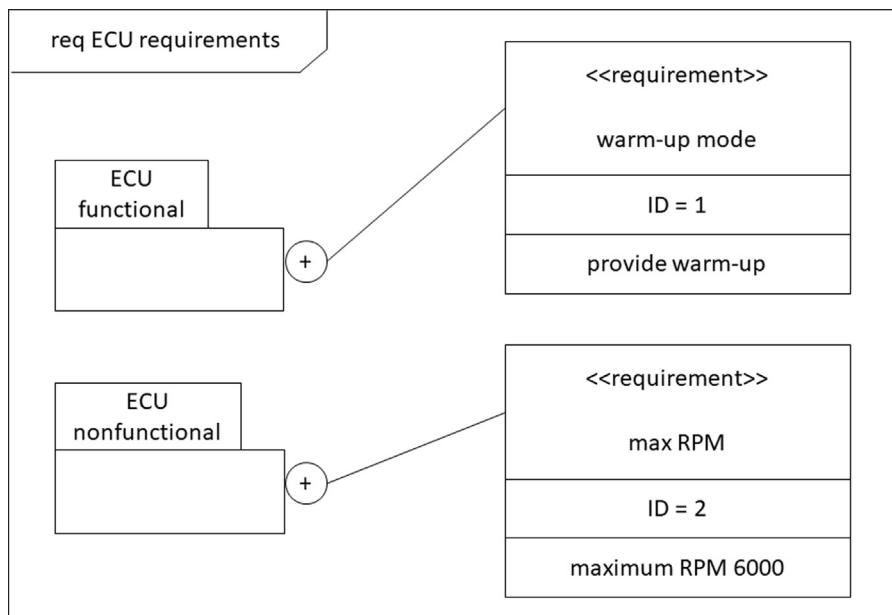 req ECU requirements
<<requirement>>
warm-up mode
ID = 1
provide warm-up
ECU
functional
+
<<requirement>>
max RPM
ID = 2
maximum RPM 6000
ECU
nonfunctional
+